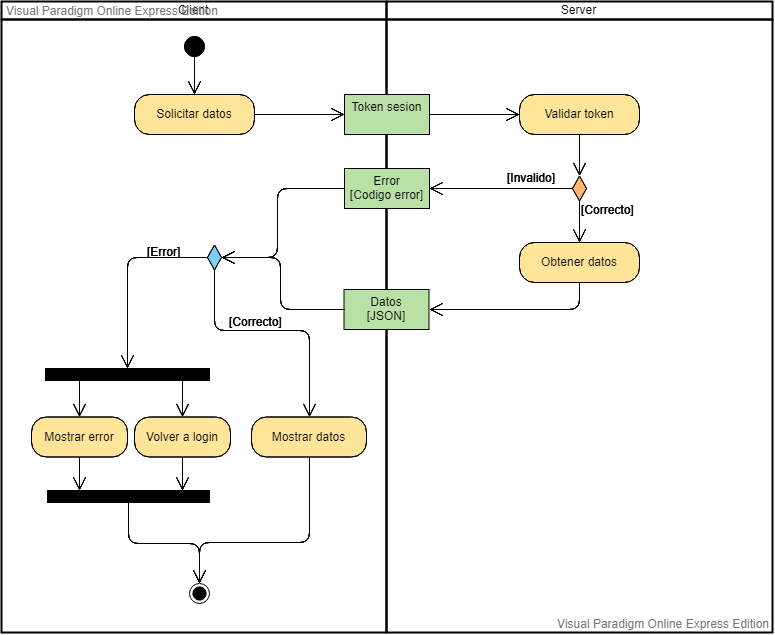 Visual Paradigm Online Express Edition
Client
Server
Solicitar datos
Token sesion
Validar token
Error
[Codigo error]
[Invalido]
[Correcto]
Obtener datos
[Error]
Datos
[JSON]
[Correcto]
Mostrar error
Volver a login
Mostrar datos
Visual Paradigm Online Express Edition